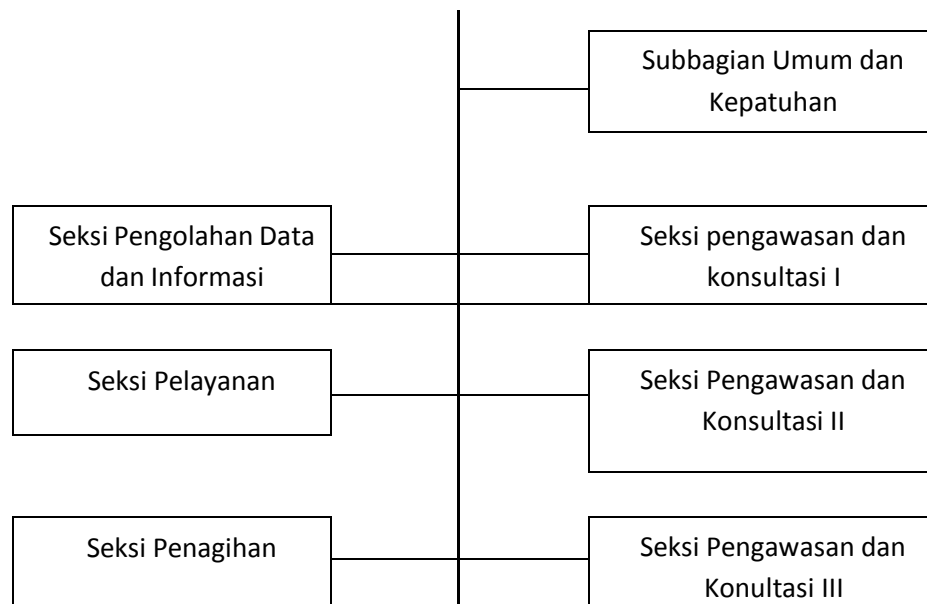 Subbagian Umum dan
Kepatuhan
Seksi Pengolahan Data
dan Informasi
Seksi pengawasan dan
konsultasi I
Seksi Pelayanan
Seksi Pengawasan dan
Konsultasi II
Seksi Penagihan
Seksi Pengawasan dan
Konultasi III